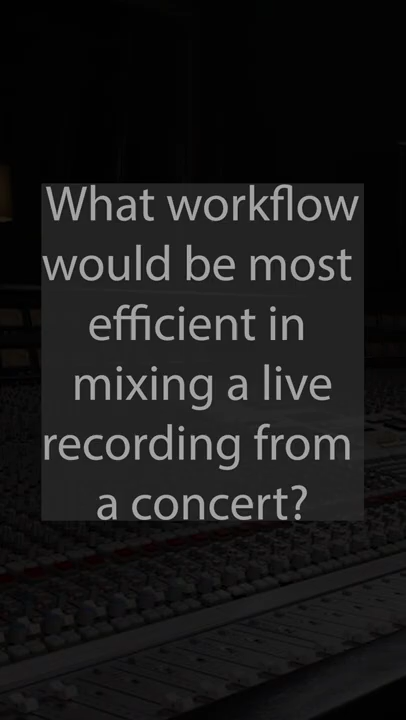 What workflow
would be most
efficient in
mixing a live
recording from
a concert?